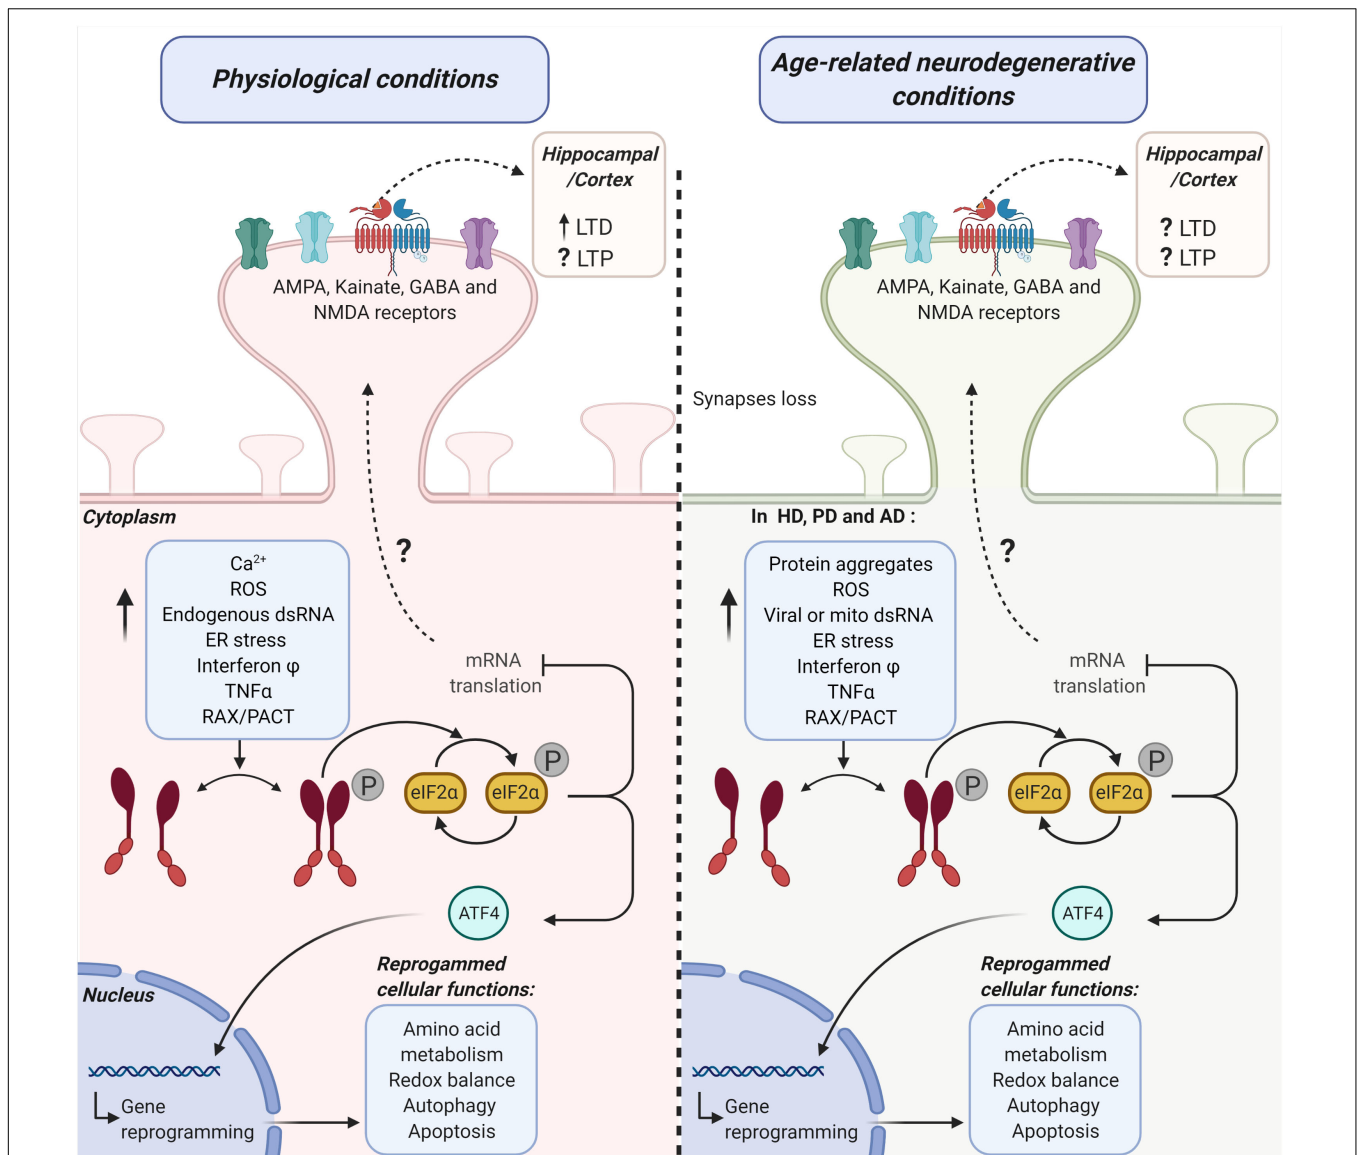 Physiological conditions
Hippocampal
/Cortex
LTD
? LTP
AMPA, Kainate, GABA and
NMDA receptors
Cytoplasm
Ca²⁺
ROS
Endogenous dsRNA
ER stress
Interferon φ
TNFα
RAX/PACT
?
mRNA
translation
P
eIF2α
eIF2α
P
ATF4
Nucleus
Reprogammed
cellular functions:
Amino acid
metabolism
Redox balance
Autophagy
Apoptosis
Gene
reprogramming
Age-related neurodegenerative
conditions
Hippocampal
/Cortex
? LTD
? LTP
AMPA, Kainate, GABA and
NMDA receptors
Synapses loss
In HD, PD and AD :
Protein aggregates
ROS
Viral or mito dsRNA
ER stress
Interferon φ
TNFα
RAX/PACT
?
mRNA
translation
P
eIF2α
eIF2α
P
ATF4
Reprogammed
cellular functions:
Amino acid
metabolism
Redox balance
Autophagy
Apoptosis
Gene
reprogramming